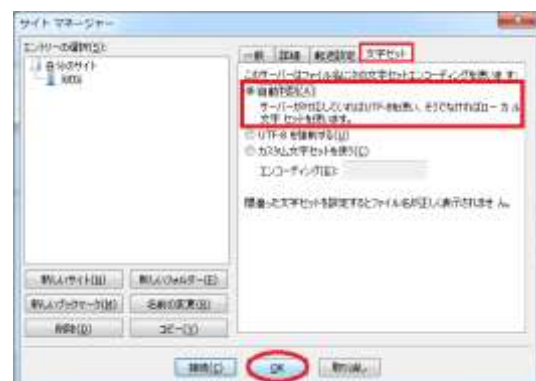 サイト マネージャー
エントリーの選択(S):
自分のサイト
一般 詳細 転送設定 文字セット
このサーバーはファイル名に次の文字セットエンコーディングを使います:
自動判別(A)
サーバーが対応していればUTF-8を使い、そうでなければローカル
文字セットを使います。
UTF-8 を強制する(U)
カスタム文字セットを使う(C)
エンコーディング(E):
間違った文字セットを設定するとファイル名が正しく表示されません。
新しいサイト(N) 新しいフォルダー(F)
新しいブックマーク(M) 名前の変更(R)
削除(D) コピー(Y)
接続(C) OK キャンセル